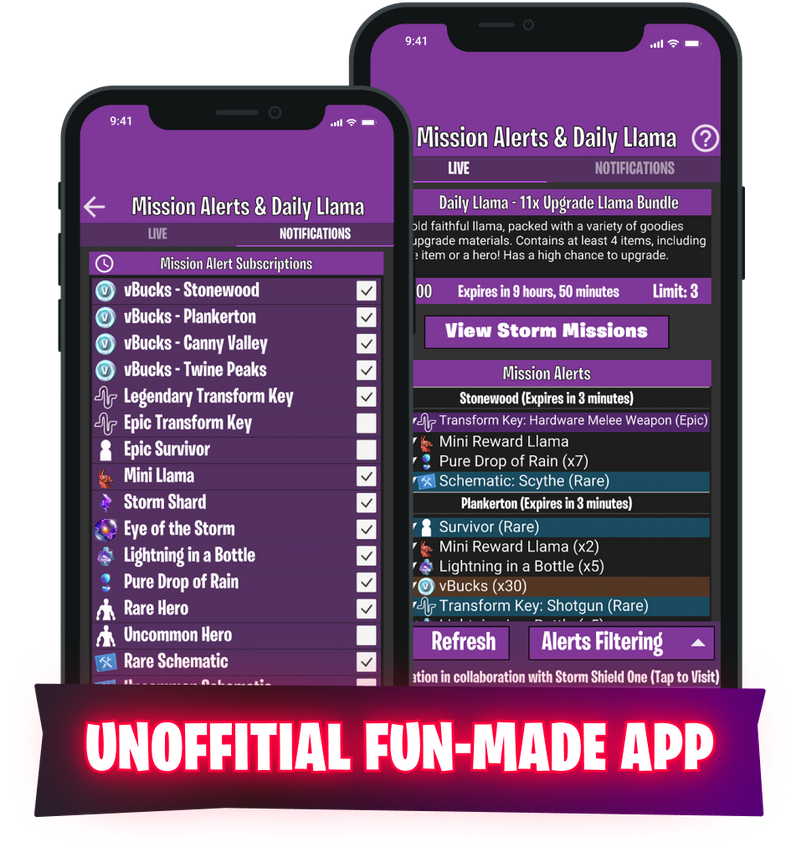 9:41
Mission Alerts & Daily Llama
LIVE NOTIFICATIONS
Mission Alert Subscriptions
vBucks - Stonewood
vBucks - Plankerton
vBucks - Canny Valley
vBucks - Twine Peaks
Legendary Transform Key
Epic Transform Key
Epic Survivor
Mini Llama
Storm Shard
Eye of the Storm
Lightning in a Bottle
Pure Drop of Rain
Rare Hero
Uncommon Hero
Rare Schematic
Uncommon Schematic
9:41
Mission Alerts & Daily Llama ?
LIVE NOTIFICATIONS
Daily Llama - 11x Upgrade Llama Bundle
old faithful llama, packed with a variety of goodies
upgrade materials. Contains at least 4 items, including
item or a hero! Has a high chance to upgrade.
00 Expires in 9 hours, 50 minutes Limit: 3
View Storm Missions
Mission Alerts
Stonewood (Expires in 3 minutes)
Transform Key: Hardware Melee Weapon (Epic)
Mini Reward Llama
Pure Drop of Rain (x7)
Schematic: Scythe (Rare)
Plankerton (Expires in 3 minutes)
Survivor (Rare)
Mini Reward Llama (x2)
Lightning in a Bottle (x5)
vBucks (x30)
Transform Key: Shotgun (Rare)
Refresh Alerts Filtering
ation in collaboration with Storm Shield One (Tap to Visit)
UNOFFITIAL FUN-MADE APP